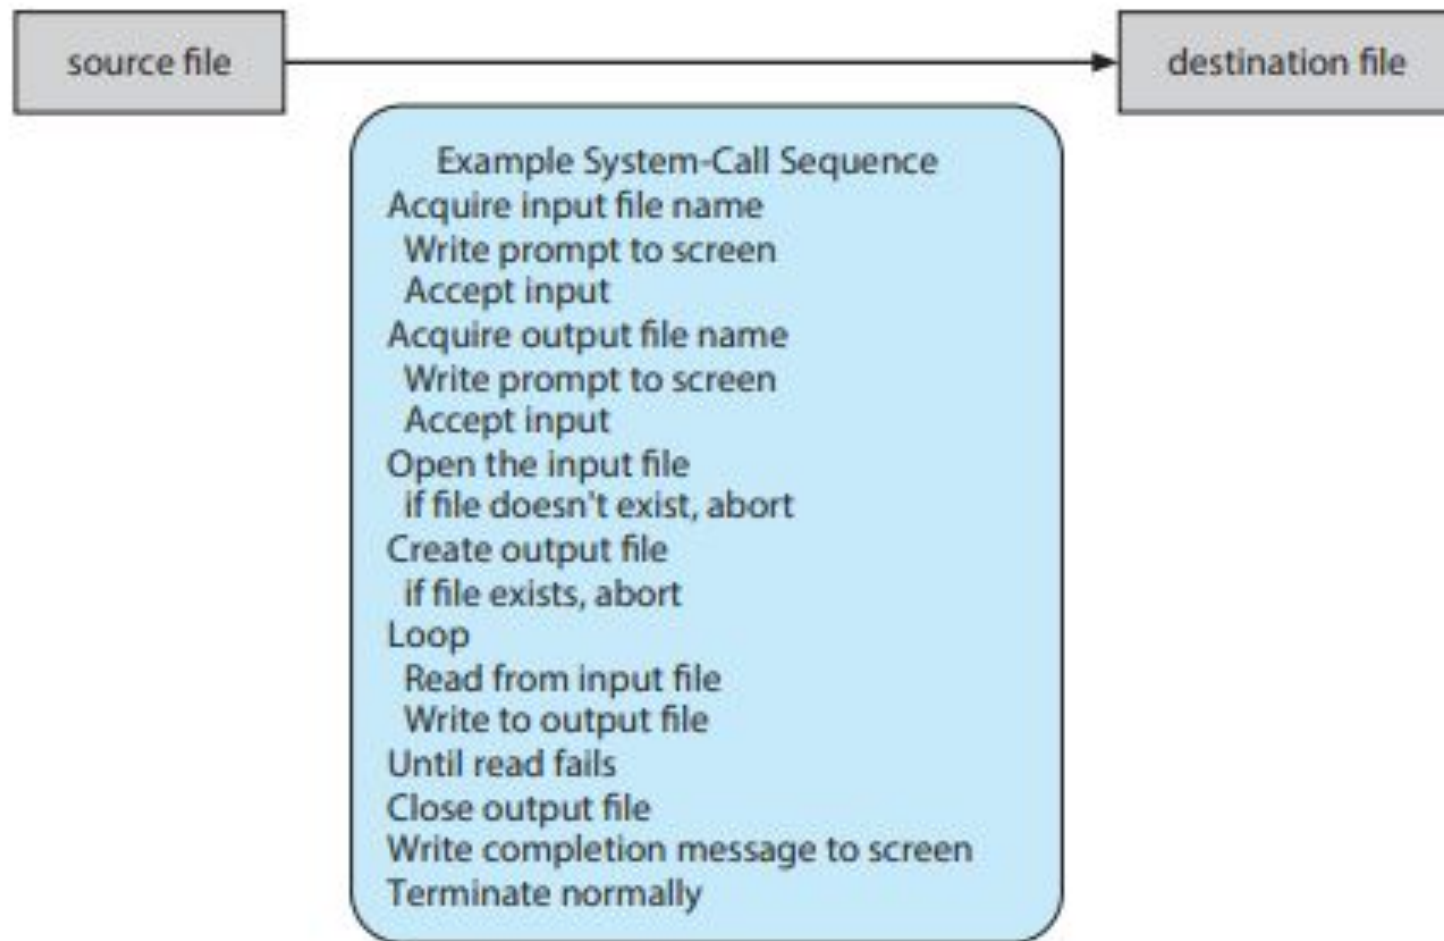 source file
destination file
Example System-Call Sequence
Acquire input file name
Write prompt to screen
Accept input
Acquire output file name
Write prompt to screen
Accept input
Open the input file
if file doesn't exist, abort
Create output file
if file exists, abort
Loop
Read from input file
Write to output file
Until read fails
Close output file
Write completion message to screen
Terminate normally